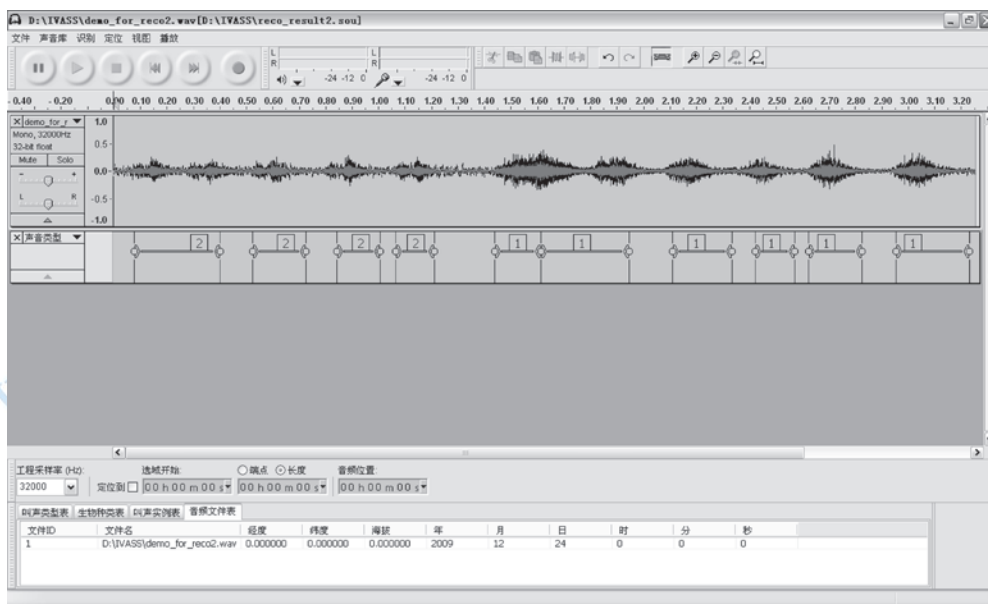 D:\IVASS\demo_for_reco2.wav[D:\IVASS\reco_result2.sou]
文件 声音库 识别 定位 视图 播放
L
R
-24 -12 0
L
R
-24 -12 0
-0.40 -0.20 0.00 0.10 0.20 0.30 0.40 0.50 0.60 0.70 0.80 0.90 1.00 1.10 1.20 1.30 1.40 1.50 1.60 1.70 1.80 1.90 2.00 2.10 2.20 2.30 2.40 2.50 2.60 2.70 2.80 2.90 3.00 3.10 3.20
demo_for_r
Mono, 32000Hz
32-bit float
Mute Solo
- +
L R
1.0
0.5
0.0
-0.5
-1.0
声音类型
2 2 2 2 1 1 1 1 1 1
工程采样率 (Hz): 选域开始: 端点 长度 音频位置:
32000 定位到 00 h 00 m 00 s 00 h 00 m 00 s 00 h 00 m 00 s
叫声类型表 生物种类表 叫声实例表 音频文件表
文件ID 文件名 经度 纬度 海拔 年 月 日 时 分 秒
1 D:\IVASS\demo_for_reco2.wav 0.000000 0.000000 0.000000 2009 12 24 0 0 0